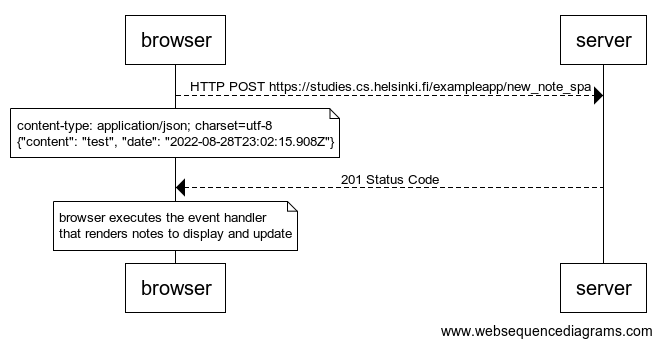 browser
server
HTTP POST https://studies.cs.helsinki.fi/exampleapp/new_note_spa
content-type: application/json; charset=utf-8
{"content": "test", "date": "2022-08-28T23:02:15.908Z"}
201 Status Code
browser executes the event handler
that renders notes to display and update
browser
server
www.websequencediagrams.com